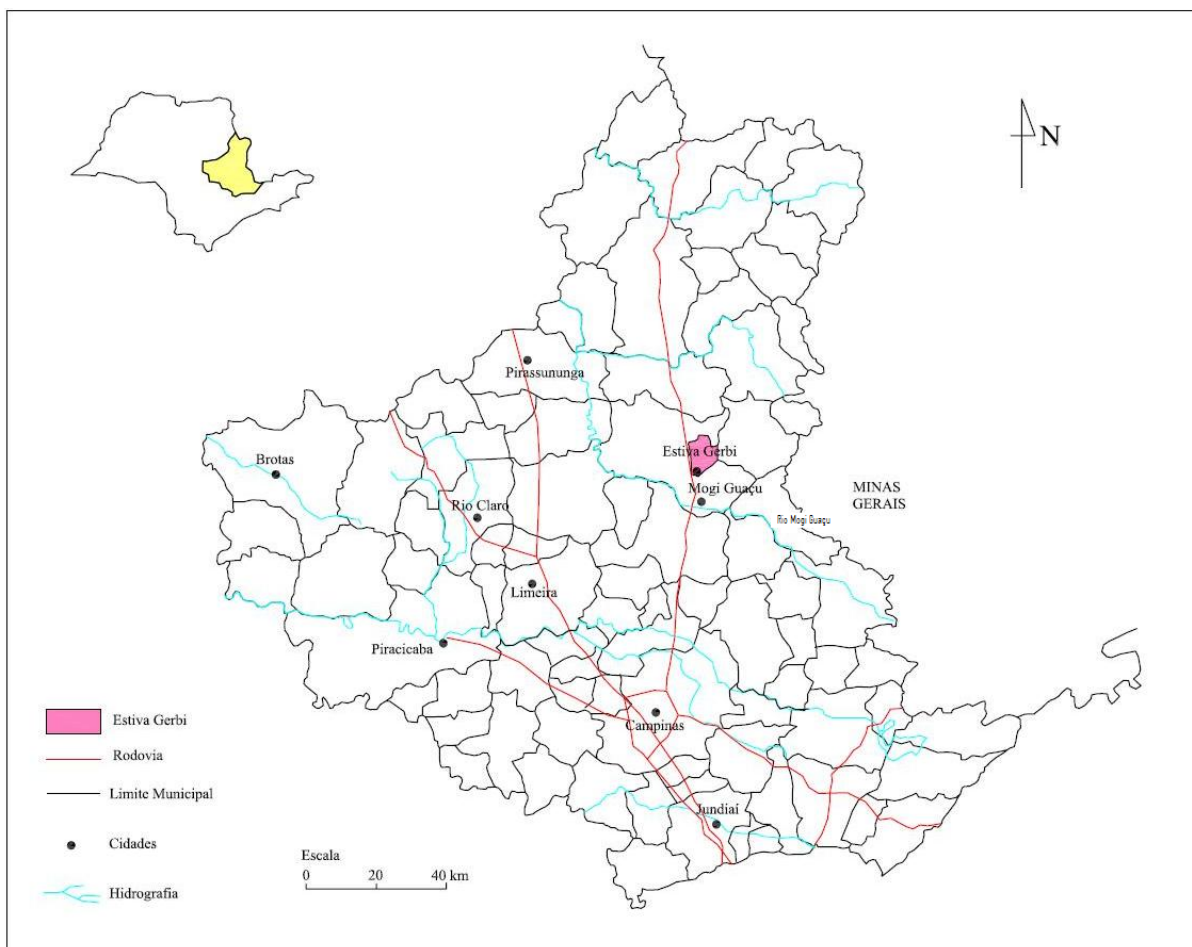 N
Pirassununga
Estiva Gerbi
Brotas
Mogi Guaçu
MINAS
GERAIS
Rio Claro
Rio Mogi Guaçu
Limeira
Piracicaba
Campinas
Jundiaí
Estiva Gerbi
Rodovia
Limite Municipal
Cidades
Hidrografia
Escala
0 20 40 km